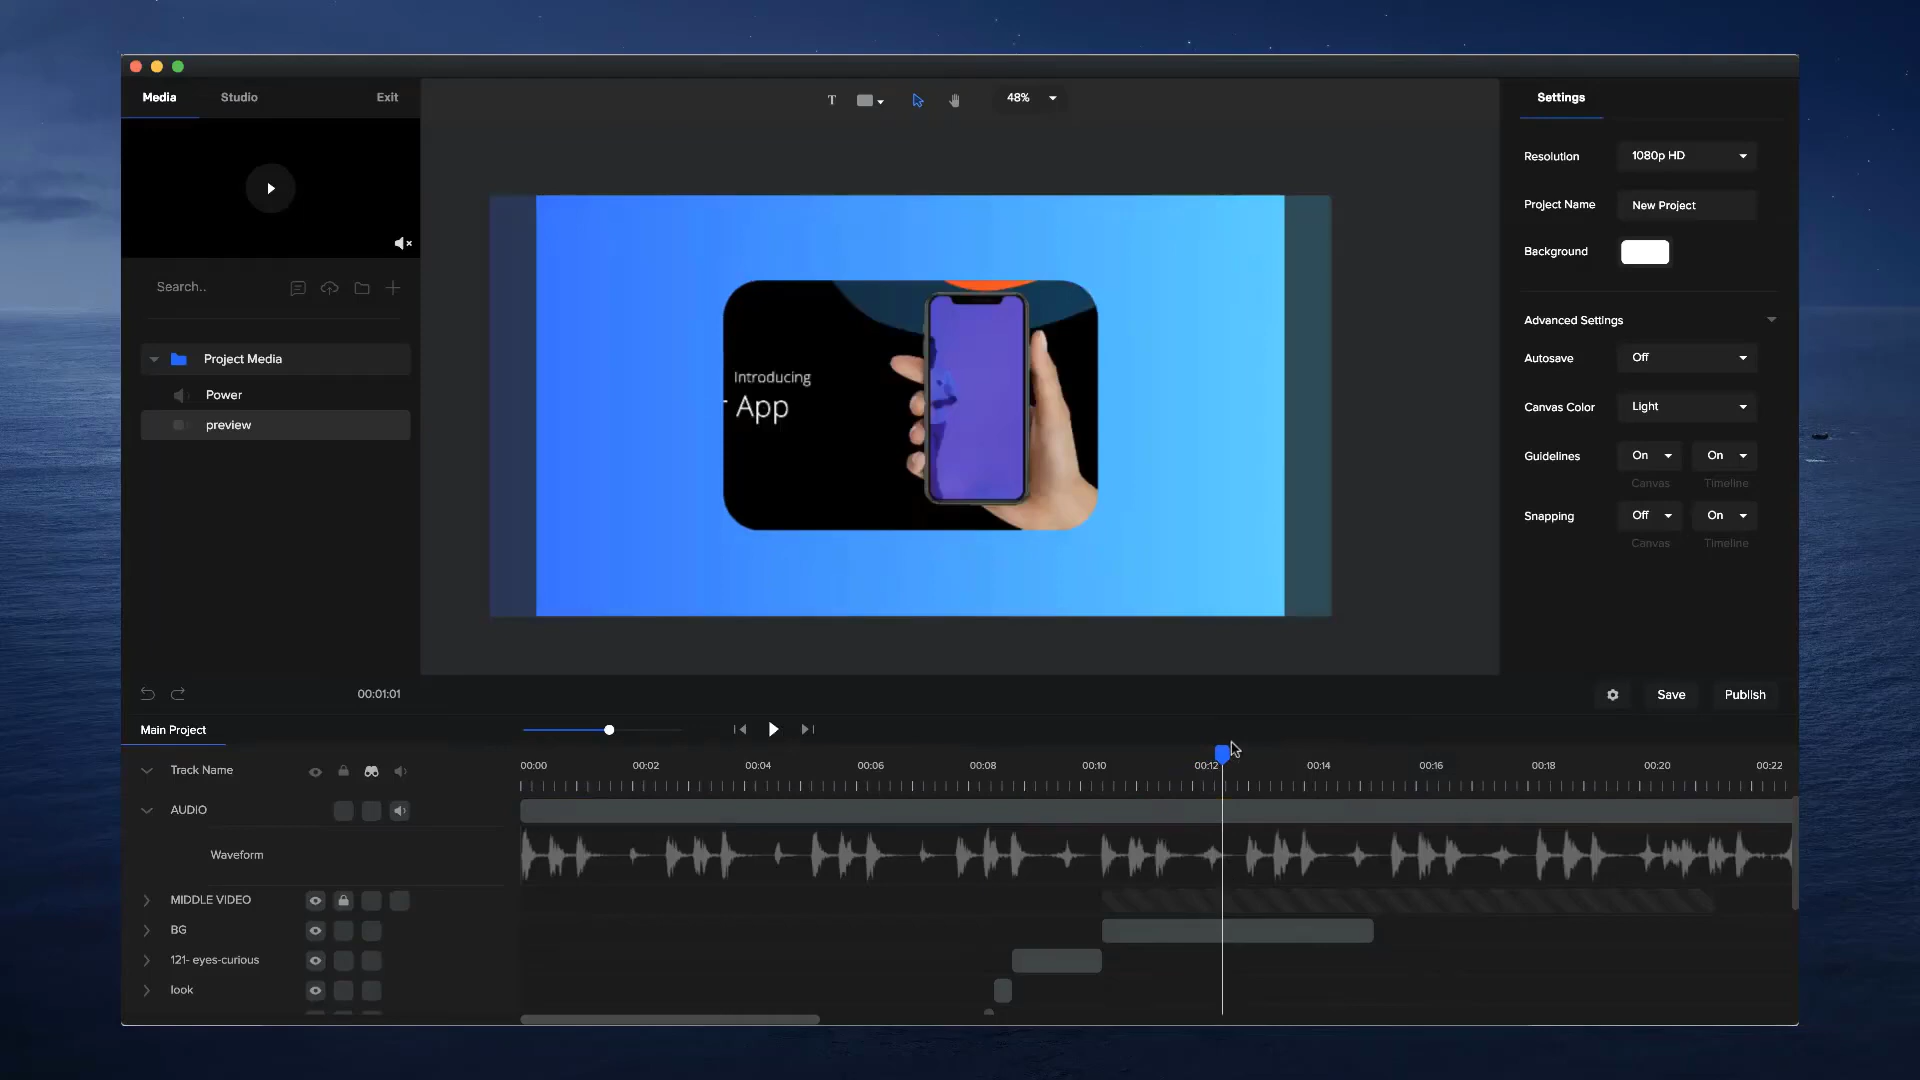 Media
Studio
Exit
T
48%
Settings
Resolution
1080p HD
Project Name
New Project
Background
Search..
Advanced Settings
Project Media
Autosave
Off
Power
Introducing
App
Canvas Color
Light
preview
Guidelines
On
On
Canvas
Timeline
Snapping
Off
On
Canvas
Timeline
00:01:01
Save
Publish
Main Project
Track Name
00:00
00:02
00:04
00:06
00:08
00:10
00:12
00:14
00:16
00:18
00:20
00:22
AUDIO
Waveform
MIDDLE VIDEO
BG
121- eyes-curious
look